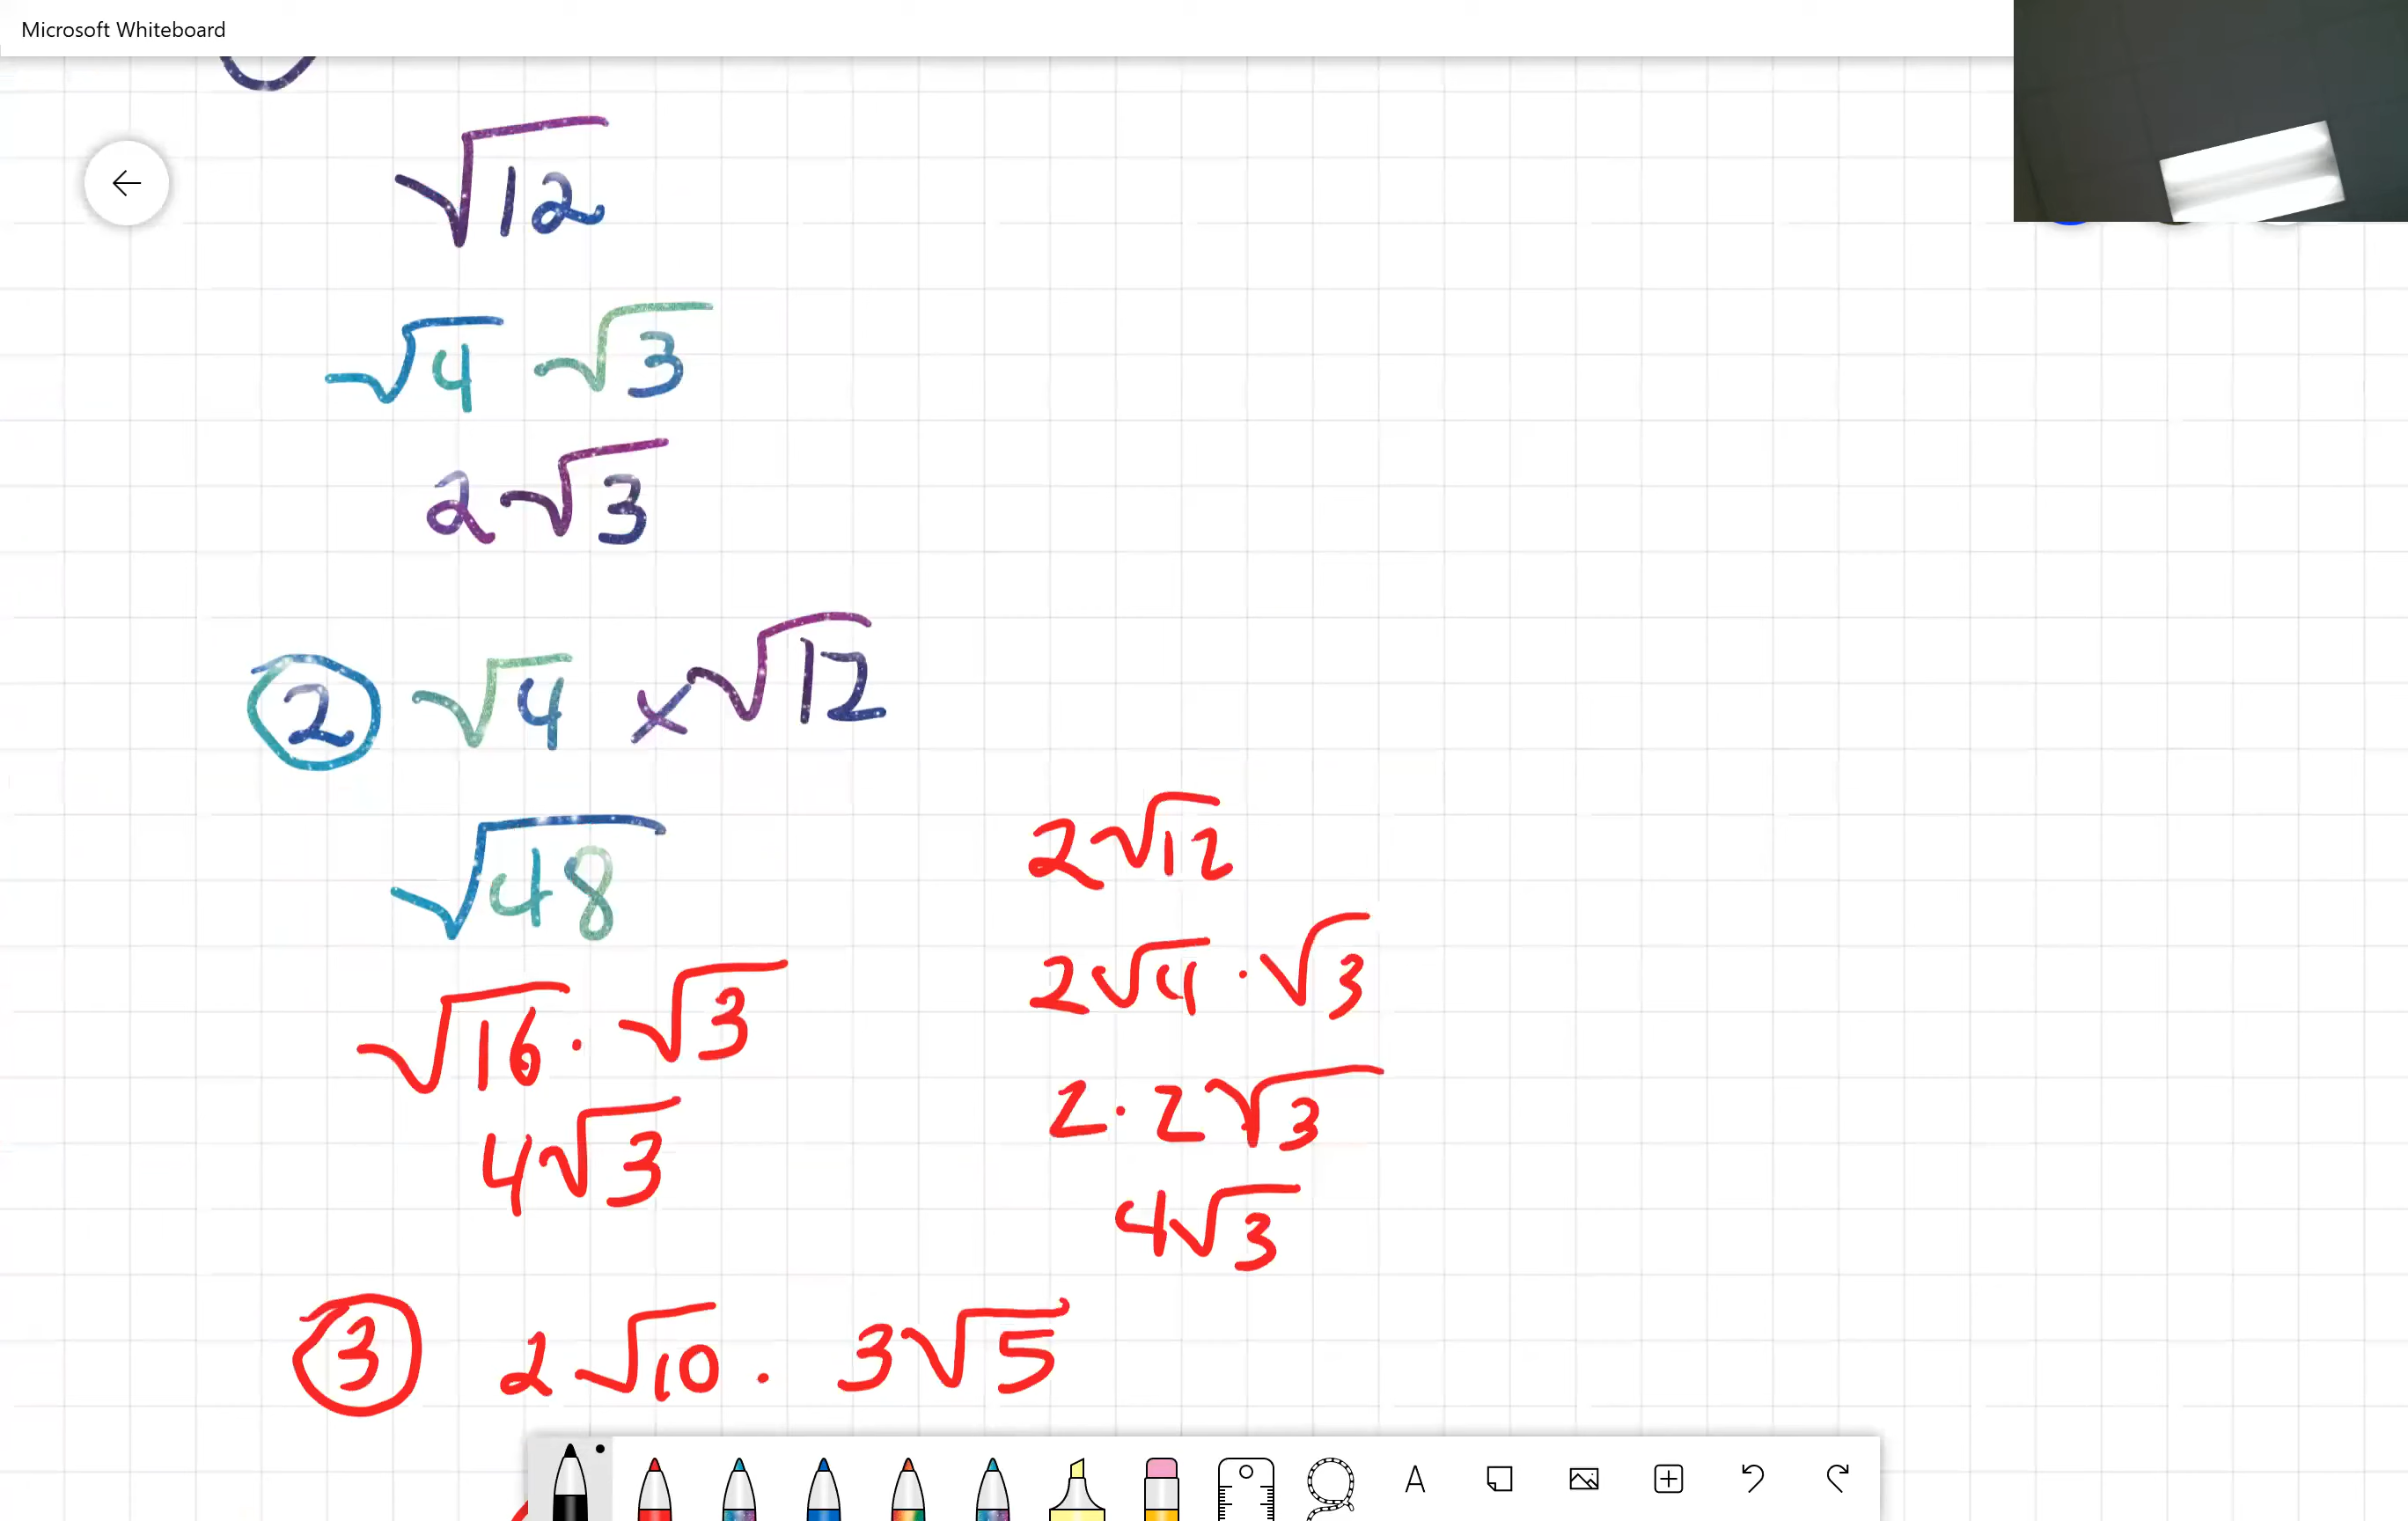 Microsoft Whiteboard
√12
√4 √3
2√3
② √4 × √12
√48
√16 · √3
4√3
2√12
2√4 · √3
2 · 2√3
4√3
③ 2√10 · 3√5
A